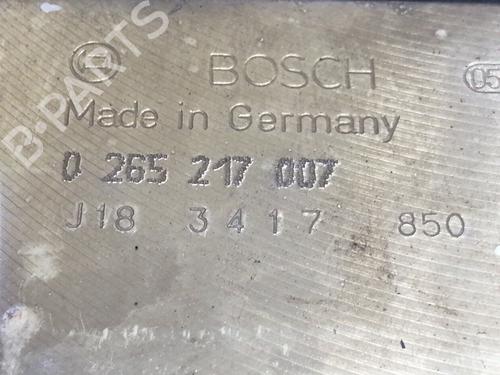 B-PARTS
BOSCH
05
Made in Germany
0 265 217 007
J18 3417 850